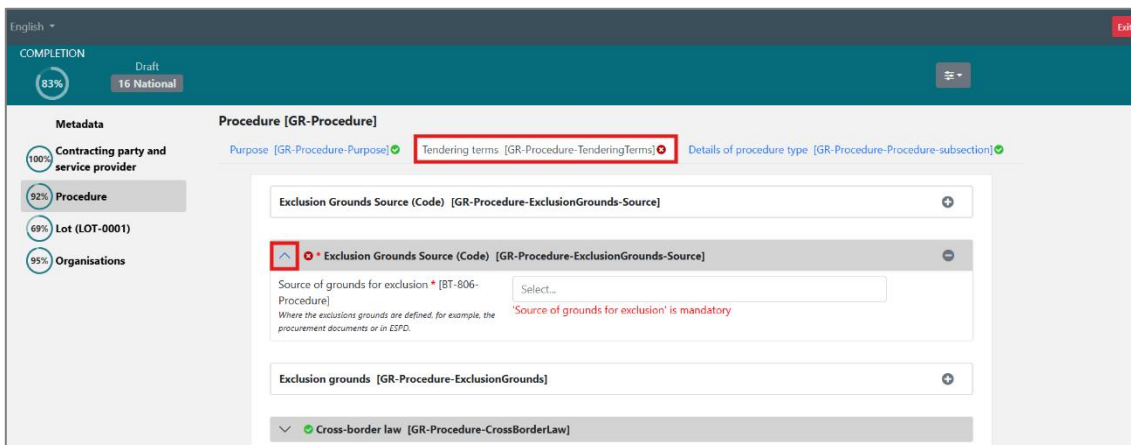 English
Exit
COMPLETION
83%
Draft
16 National
Metadata
100%
Contracting party and
service provider
92%
Procedure
69%
Lot (LOT-0001)
95%
Organisations
Procedure [GR-Procedure]
Purpose [GR-Procedure-Purpose]
Tendering terms [GR-Procedure-TenderingTerms]
Details of procedure type [GR-Procedure-Procedure-subsection]
Exclusion Grounds Source (Code) [GR-Procedure-ExclusionGrounds-Source]
* Exclusion Grounds Source (Code) [GR-Procedure-ExclusionGrounds-Source]
Source of grounds for exclusion * [BT-806-
Procedure]
Where the exclusions grounds are defined, for example, the
procurement documents or in ESPD.
Select...
'Source of grounds for exclusion' is mandatory
Exclusion grounds [GR-Procedure-ExclusionGrounds]
Cross-border law [GR-Procedure-CrossBorderLaw]